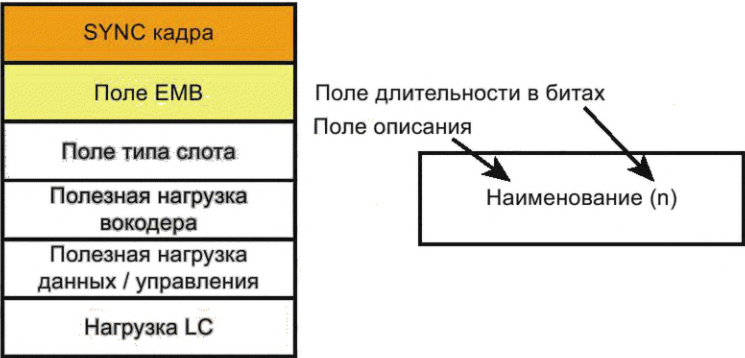 SYNC кадра
Поле EMB
Поле типа слота
Полезная нагрузка
вокодера
Полезная нагрузка
данных / управления
Нагрузка LC
Поле длительности в битах
Поле описания
Наименование (n)